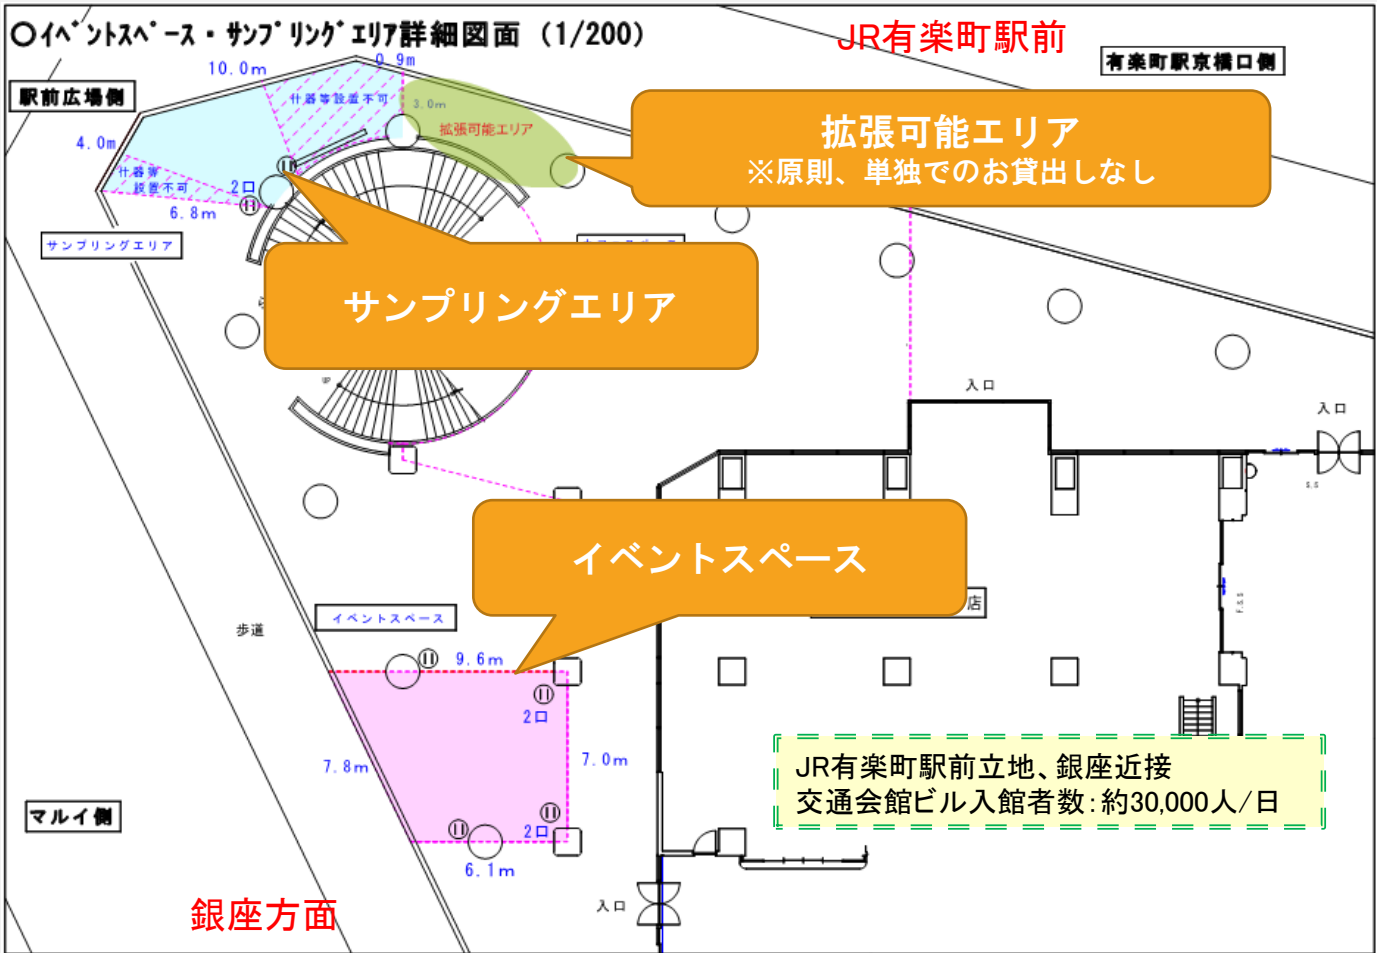 ○イベントスペース・サンプリングエリア詳細図面 (1/200)
JR有楽町駅前
有楽町駅京橋口側
駅前広場側
10.0m
0.9m
什器等設置不可
3.0m
拡張可能エリア
拡張可能エリア
※原則、単独でのお貸出しなし
4.0m
什器等
設置不可
2口
6.8m
サンプリングエリア
サンプリングエリア
入口
入口
S.S
イベントスペース
店
F.S.S
イベントスペース
歩道
9.6m
2口
7.8m
7.0m
JR有楽町駅前立地、銀座近接
交通会館ビル入館者数:約30,000人/日
マルイ側
2口
6.1m
入口
銀座方面